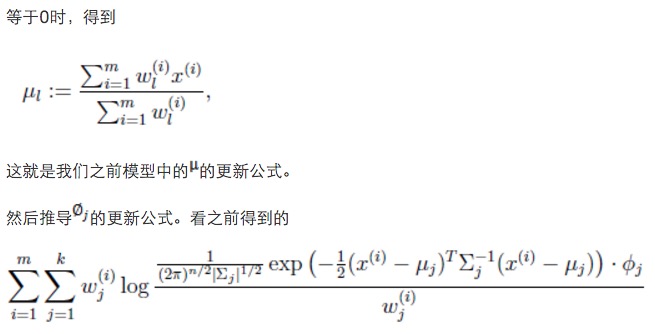 等于0时，得到
$$\mu_l := \frac{\sum_{i=1}^{m} w_l^{(i)} x^{(i)}}{\sum_{i=1}^{m} w_l^{(i)}},$$
这就是我们之前模型中的$\mu$的更新公式。
然后推导$\emptyset_j$的更新公式。看之前得到的
$$\sum_{i=1}^{m} \sum_{j=1}^{k} w_j^{(i)} \log \frac{\frac{1}{(2\pi)^{n/2}|\Sigma_j|^{1/2}} \exp\left(-\frac{1}{2}(x^{(i)} - \mu_j)^T \Sigma_j^{-1} (x^{(i)} - \mu_j)\right) \cdot \phi_j}{w_j^{(i)}}$$